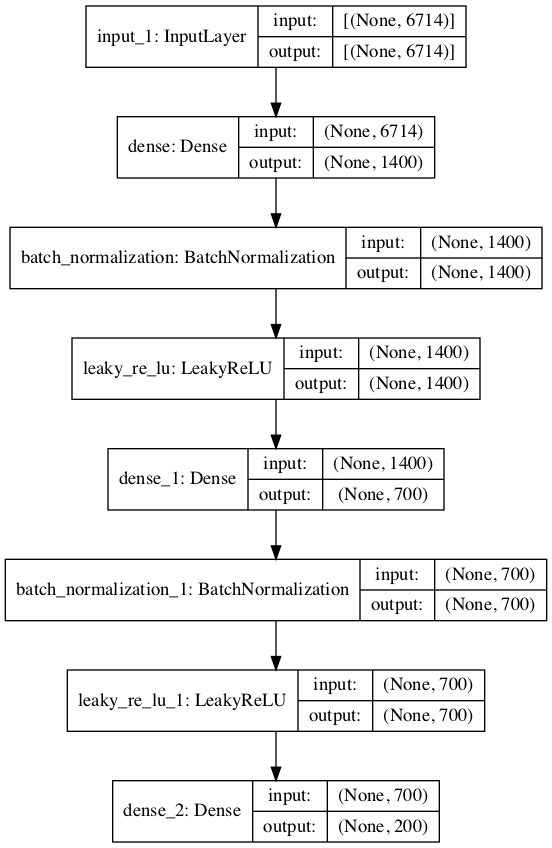 input_1: InputLayer
input: [(None, 6714)]
output: [(None, 6714)]
dense: Dense
input: (None, 6714)
output: (None, 1400)
batch_normalization: BatchNormalization
input: (None, 1400)
output: (None, 1400)
leaky_re_lu: LeakyReLU
input: (None, 1400)
output: (None, 1400)
dense_1: Dense
input: (None, 1400)
output: (None, 700)
batch_normalization_1: BatchNormalization
input: (None, 700)
output: (None, 700)
leaky_re_lu_1: LeakyReLU
input: (None, 700)
output: (None, 700)
dense_2: Dense
input: (None, 700)
output: (None, 200)